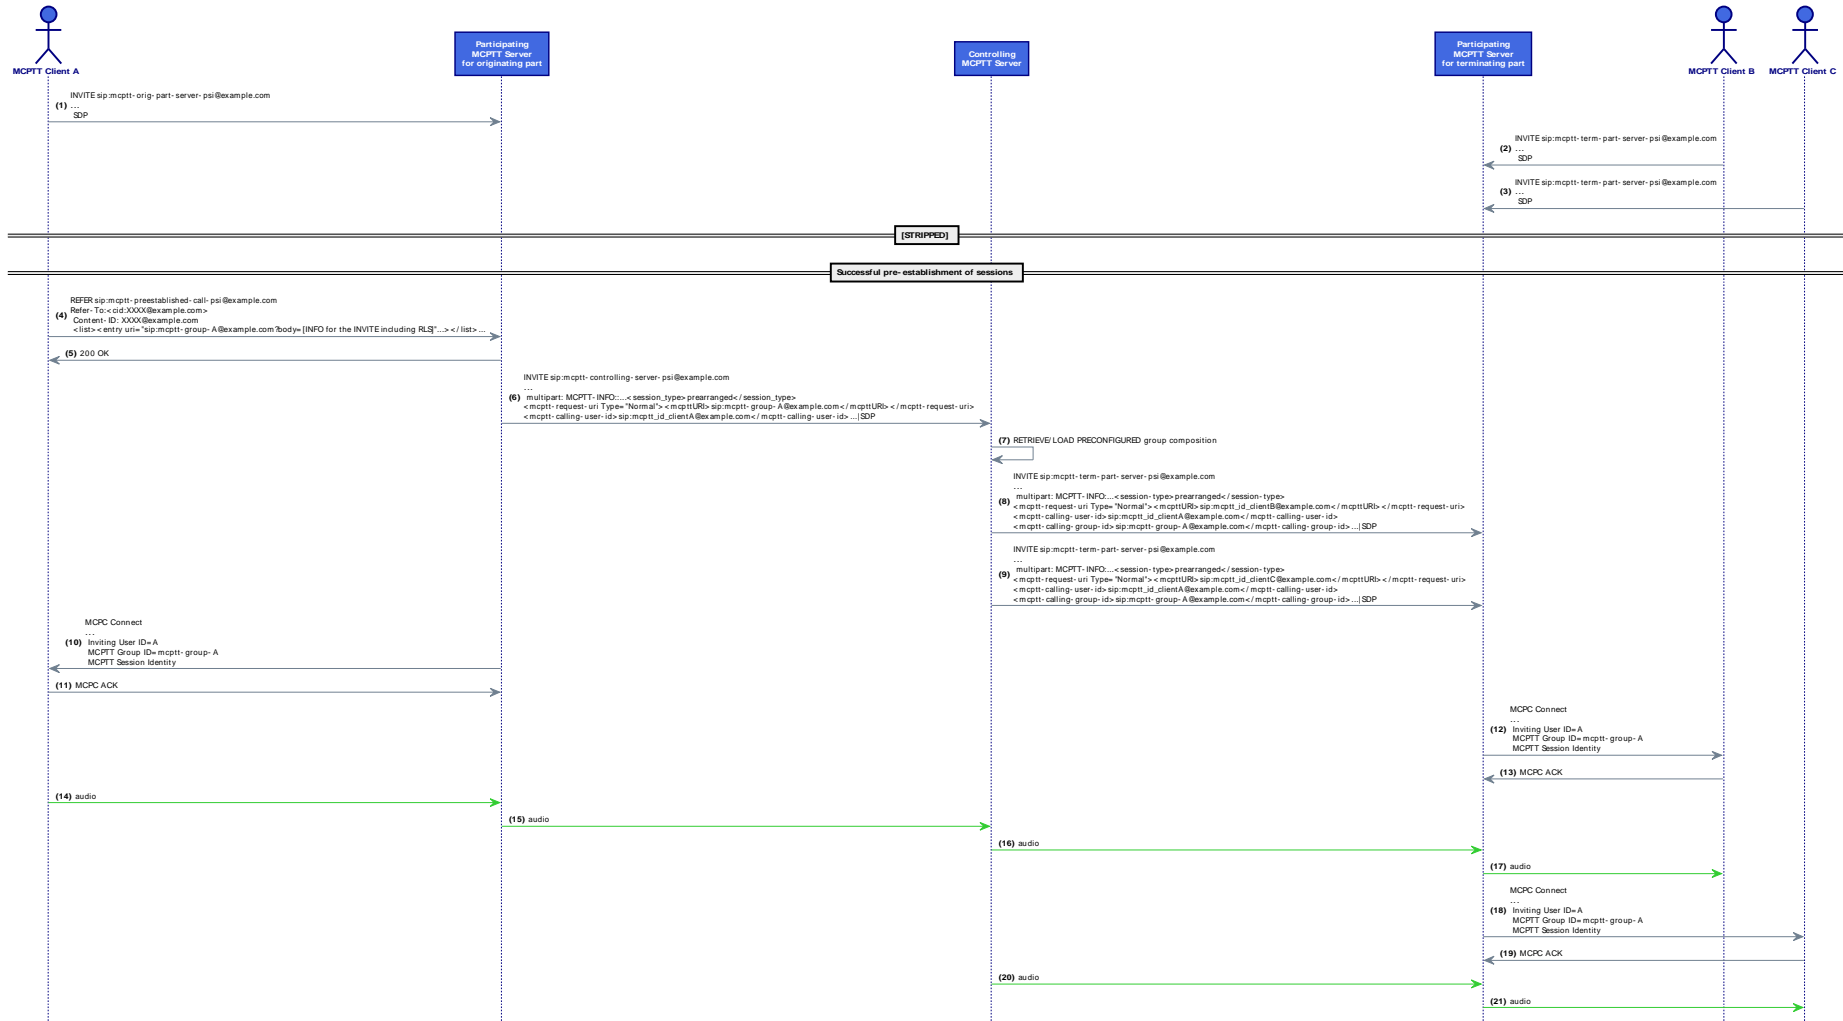 MCPTT Client A
Participating
MCPTT Server
for originating part
Controlling
MCPTT Server
Participating
MCPTT Server
for terminating part
MCPTT Client B
MCPTT Client C
INVITE sip:mcptt-orig-part-server-psi@example.com
(1) ...
SDP
INVITE sip:mcptt-term-part-server-psi@example.com
(2) ...
SDP
INVITE sip:mcptt-term-part-server-psi@example.com
(3) ...
SDP
[STRIPPED]
Successful pre-establishment of sessions
REFER sip:mcptt-preestablished-call-psi@example.com
Refer-To:<cid:XXXX@example.com>
(4) Content-ID: XXXX@example.com
<list><entry uri="sip:mcptt-group-A@example.com?body=[INFO for the INVITE including RLS]"...></list>...
(5) 200 OK
INVITE sip:mcptt-controlling-server-psi@example.com
...
(6) multipart: MCPTT-INFO::...<session_type>prearranged</session_type>
<mcptt-request-uri Type="Normal"><mcpttURI>sip:mcptt-group-A@example.com</mcpttURI></mcptt-request-uri>
<mcptt-calling-user-id>sip:mcptt_id_clientA@example.com</mcptt-calling-user-id>...|SDP
(7) RETRIEVE/LOAD PRECONFIGURED group composition
INVITE sip:mcptt-term-part-server-psi@example.com
...
multipart: MCPTT-INFO:...<session-type>prearranged</session-type>
(8) <mcptt-request-uri Type="Normal"><mcpttURI>sip:mcptt_id_clientB@example.com</mcpttURI></mcptt-request-uri>
<mcptt-calling-user-id>sip:mcptt_id_clientA@example.com</mcptt-calling-user-id>
<mcptt-calling-group-id>sip:mcptt-group-A@example.com</mcptt-calling-group-id>...|SDP
INVITE sip:mcptt-term-part-server-psi@example.com
...
multipart: MCPTT-INFO:...<session-type>prearranged</session-type>
(9) <mcptt-request-uri Type="Normal"><mcpttURI>sip:mcptt_id_clientC@example.com</mcpttURI></mcptt-request-uri>
<mcptt-calling-user-id>sip:mcptt_id_clientA@example.com</mcptt-calling-user-id>
<mcptt-calling-group-id>sip:mcptt-group-A@example.com</mcptt-calling-group-id>...|SDP
MCPC Connect
...
(10) Inviting User ID=A
MCPTT Group ID=mcptt-group-A
MCPTT Session Identity
(11) MCPC ACK
MCPC Connect
...
(12) Inviting User ID=A
MCPTT Group ID=mcptt-group-A
MCPTT Session Identity
(13) MCPC ACK
(14) audio
(15) audio
(16) audio
(17) audio
MCPC Connect
...
(18) Inviting User ID=A
MCPTT Group ID=mcptt-group-A
MCPTT Session Identity
(19) MCPC ACK
(20) audio
(21) audio